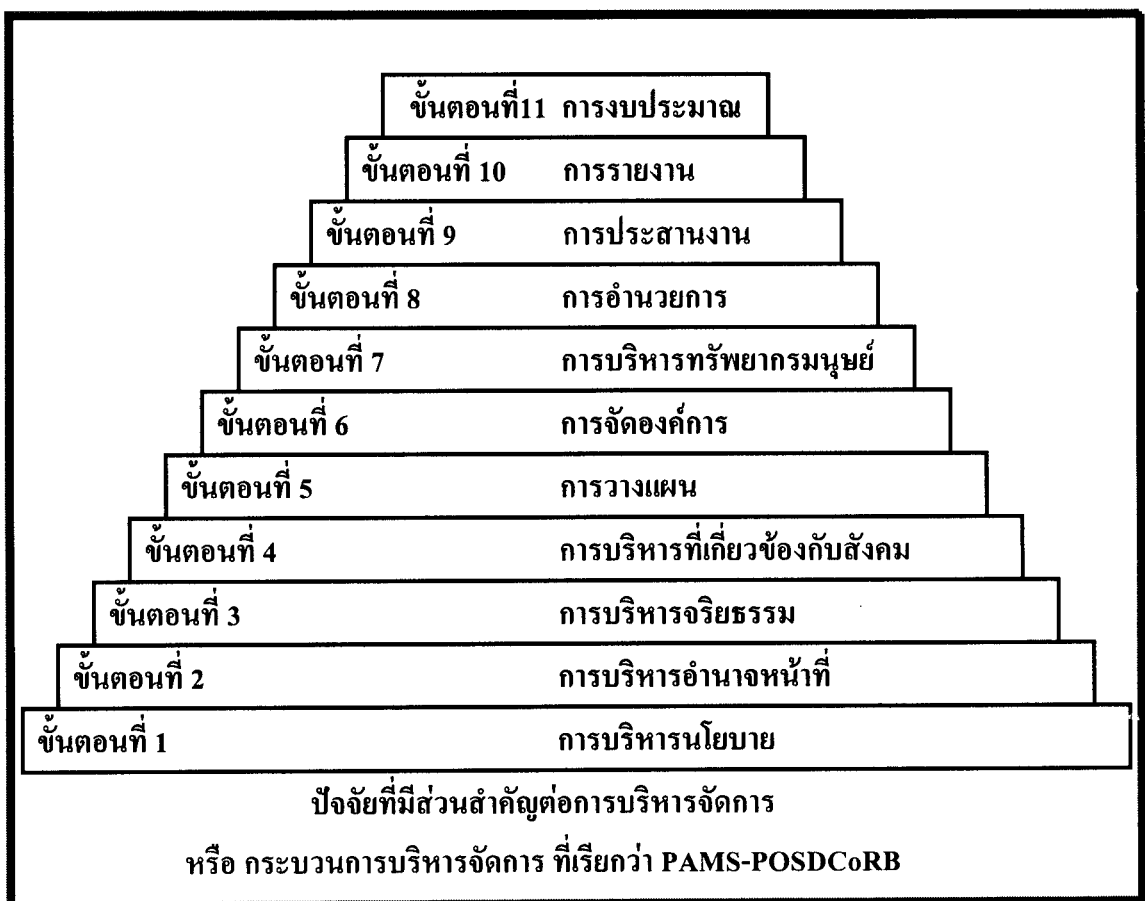 ขั้นตอนที่11 การงบประมาณ
ขั้นตอนที่ 10 การรายงาน
ขั้นตอนที่ 9 การประสานงาน
ขั้นตอนที่ 8 การอำนวยการ
ขั้นตอนที่ 7 การบริหารทรัพยากรมนุษย์
ขั้นตอนที่ 6 การจัดองค์การ
ขั้นตอนที่ 5 การวางแผน
ขั้นตอนที่ 4 การบริหารที่เกี่ยวข้องกับสังคม
ขั้นตอนที่ 3 การบริหารจริยธรรม
ขั้นตอนที่ 2 การบริหารอำนาจหน้าที่
ขั้นตอนที่ 1 การบริหารนโยบาย
ปัจจัยที่มีส่วนสำคัญต่อการบริหารจัดการ
หรือ กระบวนการบริหารจัดการ ที่เรียกว่า PAMS-POSDCoRB